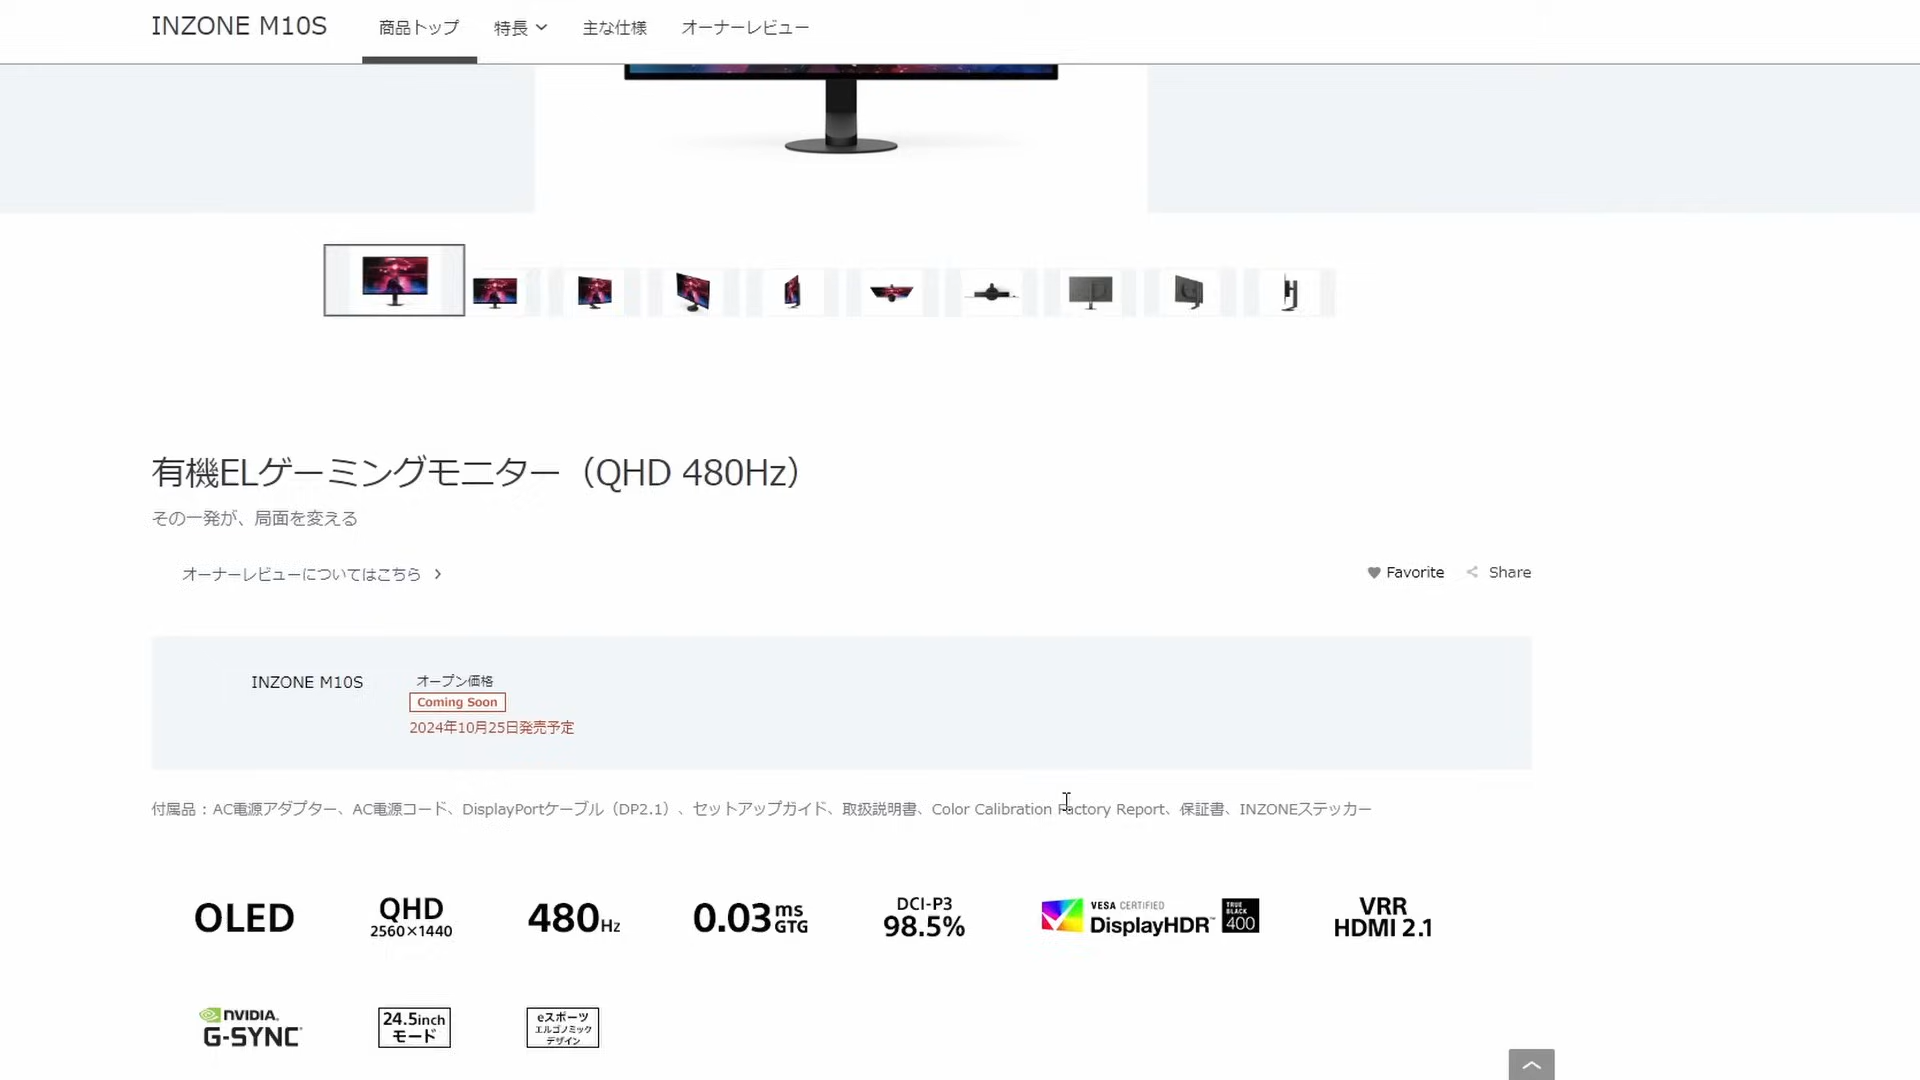 INZONE M10S 商品トップ 特長 主な仕様 オーナーレビュー
有機ELゲーミングモニター（QHD 480Hz）
その一発が、局面を変える
オーナーレビューについてはこちら
Favorite Share
INZONE M10S オープン価格
Coming Soon
2024年10月25日発売予定
付属品：AC電源アダプター、AC電源コード、DisplayPortケーブル（DP2.1）、セットアップガイド、取扱説明書、Color Calibration Factory Report、保証書、INZONEステッカー
OLED
QHD
2560×1440
480Hz
0.03ms GTG
DCI-P3
98.5%
VESA CERTIFIED
DisplayHDR™ TRUE BLACK 400
VRR
HDMI 2.1
NVIDIA.
G-SYNC
24.5inch
モード
eスポーツ
エルゴノミック
デザイン